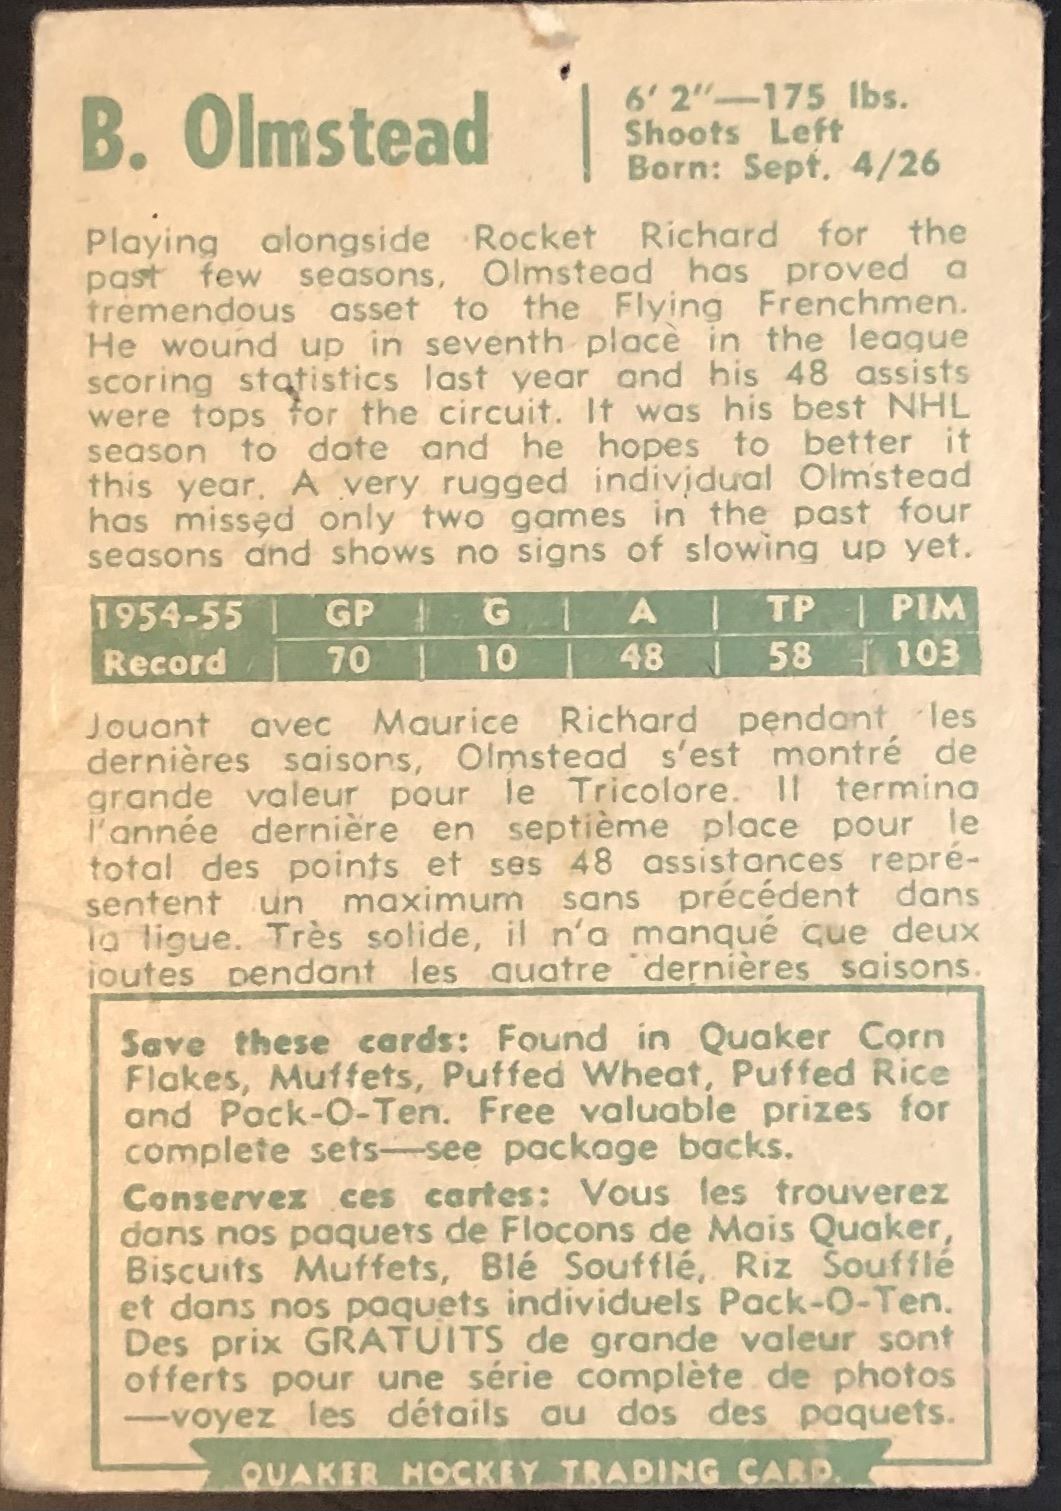 B. Olmstead
6' 2"—175 lbs.
Shoots Left
Born: Sept. 4/26
Playing alongside Rocket Richard for the
past few seasons, Olmstead has proved a
tremendous asset to the Flying Frenchmen.
He wound up in seventh place in the league
scoring statistics last year and his 48 assists
were tops for the circuit. It was his best NHL
season to date and he hopes to better it
this year. A very rugged individual Olmstead
has missed only two games in the past four
seasons and shows no signs of slowing up yet.
1954-55 | GP | G | A | TP | PIM
Record | 70 | 10 | 48 | 58 | 103
Jouant avec Maurice Richard pendant les
dernières saisons, Olmstead s'est montré de
grande valeur pour le Tricolore. Il termina
l'année dernière en septième place pour le
total des points et ses 48 assistances repré-
sentent un maximum sans précédent dans
la ligue. Très solide, il n'a manqué que deux
joutes pendant les quatre dernières saisons.
Save these cards: Found in Quaker Corn
Flakes, Muffets, Puffed Wheat, Puffed Rice
and Pack-O-Ten. Free valuable prizes for
complete sets—see package backs.
Conservez ces cartes: Vous les trouverez
dans nos paquets de Flocons de Mais Quaker,
Biscuits Muffets, Blé Soufflé, Riz Soufflé
et dans nos paquets individuels Pack-O-Ten.
Des prix GRATUITS de grande valeur sont
offerts pour une série complète de photos
—voyez les détails au dos des paquets.
QUAKER HOCKEY TRADING CARD.